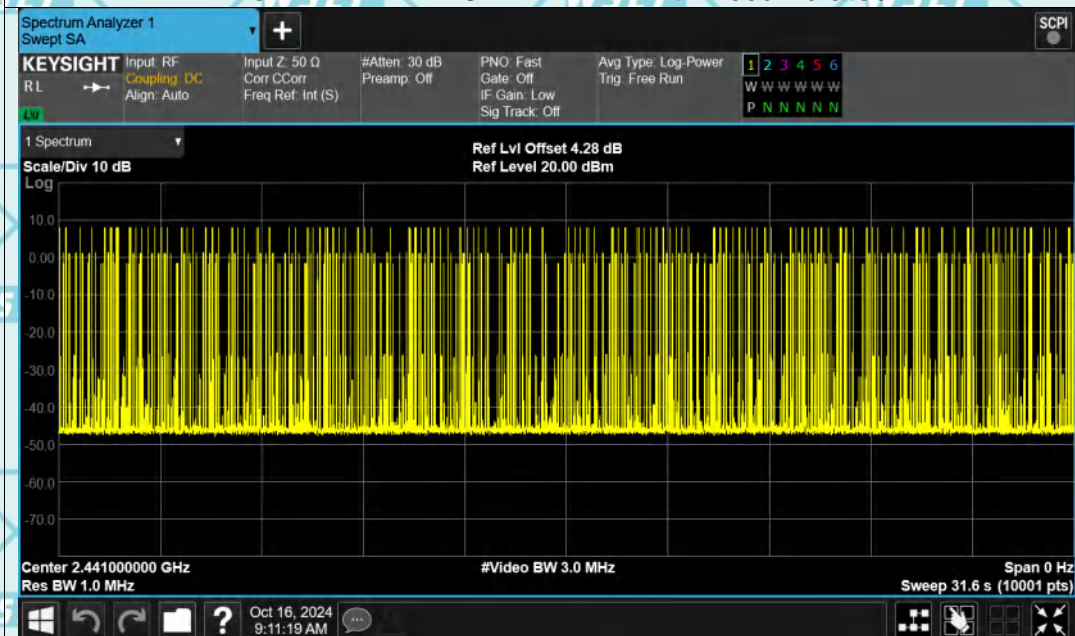 Spectrum Analyzer 1
Swept SA
+
SCPI
KEYSIGHT
RL
LXI
Input: RF
Coupling: DC
Align: Auto
Input Z: 50 Ω
Corr CCorr
Freq Ref: Int (S)
#Atten: 30 dB
Preamp: Off
PNO: Fast
Gate: Off
IF Gain: Low
Sig Track: Off
Avg Type: Log-Power
Trig: Free Run
1 2 3 4 5 6
W W W W W W
P N N N N N
1 Spectrum
Scale/Div 10 dB
Log
Ref Lvl Offset 4.28 dB
Ref Level 20.00 dBm
10.0
0.00
-10.0
-20.0
-30.0
-40.0
-50.0
-60.0
-70.0
Center 2.441000000 GHz
#Video BW 3.0 MHz
Span 0 Hz
Res BW 1.0 MHz
Sweep 31.6 s (10001 pts)
?
Oct 16, 2024
9:11:19 AM